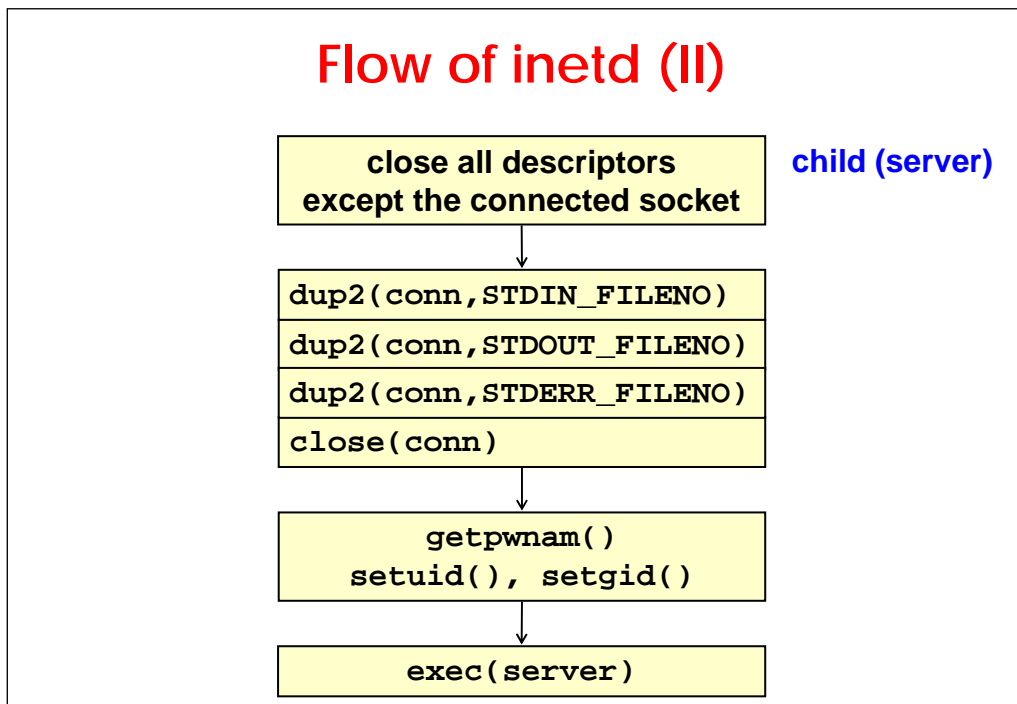 Flow of inetd (II)
close all descriptors
except the connected socket
child (server)
dup2(conn,STDIN_FILENO)
dup2(conn,STDOUT_FILENO)
dup2(conn,STDERR_FILENO)
close(conn)
getpwnam()
setuid(), setgid()
exec(server)